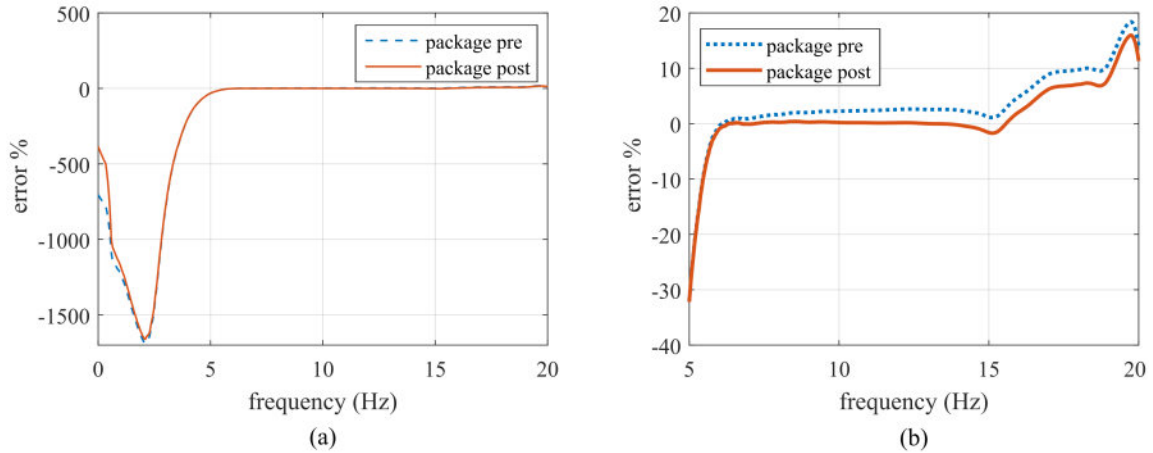 500
0
-500
-1000
-1500
error %
package pre
package post
0 5 10 15 20
frequency (Hz)
(a)
20
10
0
-10
-20
-30
-40
error %
package pre
package post
5 10 15 20
frequency (Hz)
(b)